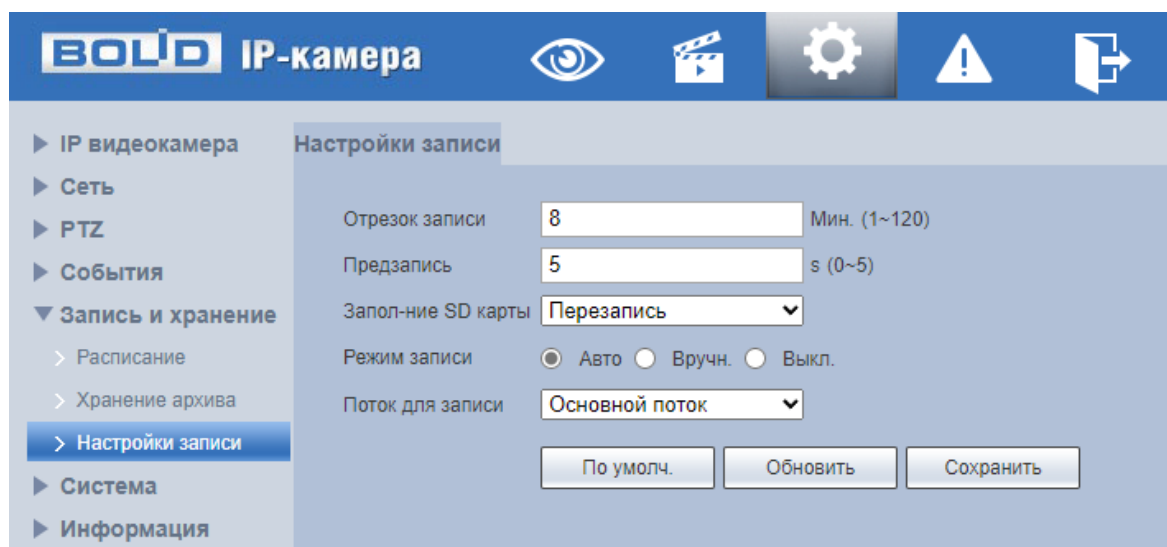 BOLID IP-камера
IP видеокамера
Сеть
PTZ
События
Запись и хранение
Расписание
Хранение архива
Настройки записи
Система
Информация
Настройки записи
Отрезок записи 8 Мин. (1~120)
Предзапись 5 s (0~5)
Запол-ние SD карты Перезапись
Режим записи Авто Вручн. Выкл.
Поток для записи Основной поток
По умолч. Обновить Сохранить